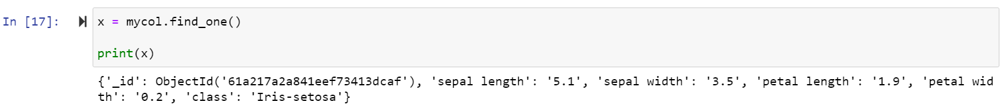 In [17]:
x = mycol.find_one()
print(x)
{'_id': ObjectId('61a217a2a841eef73413dcaf'), 'sepal length': '5.1', 'sepal width': '3.5', 'petal length': '1.9', 'petal wid
th': '0.2', 'class': 'Iris-setosa'}